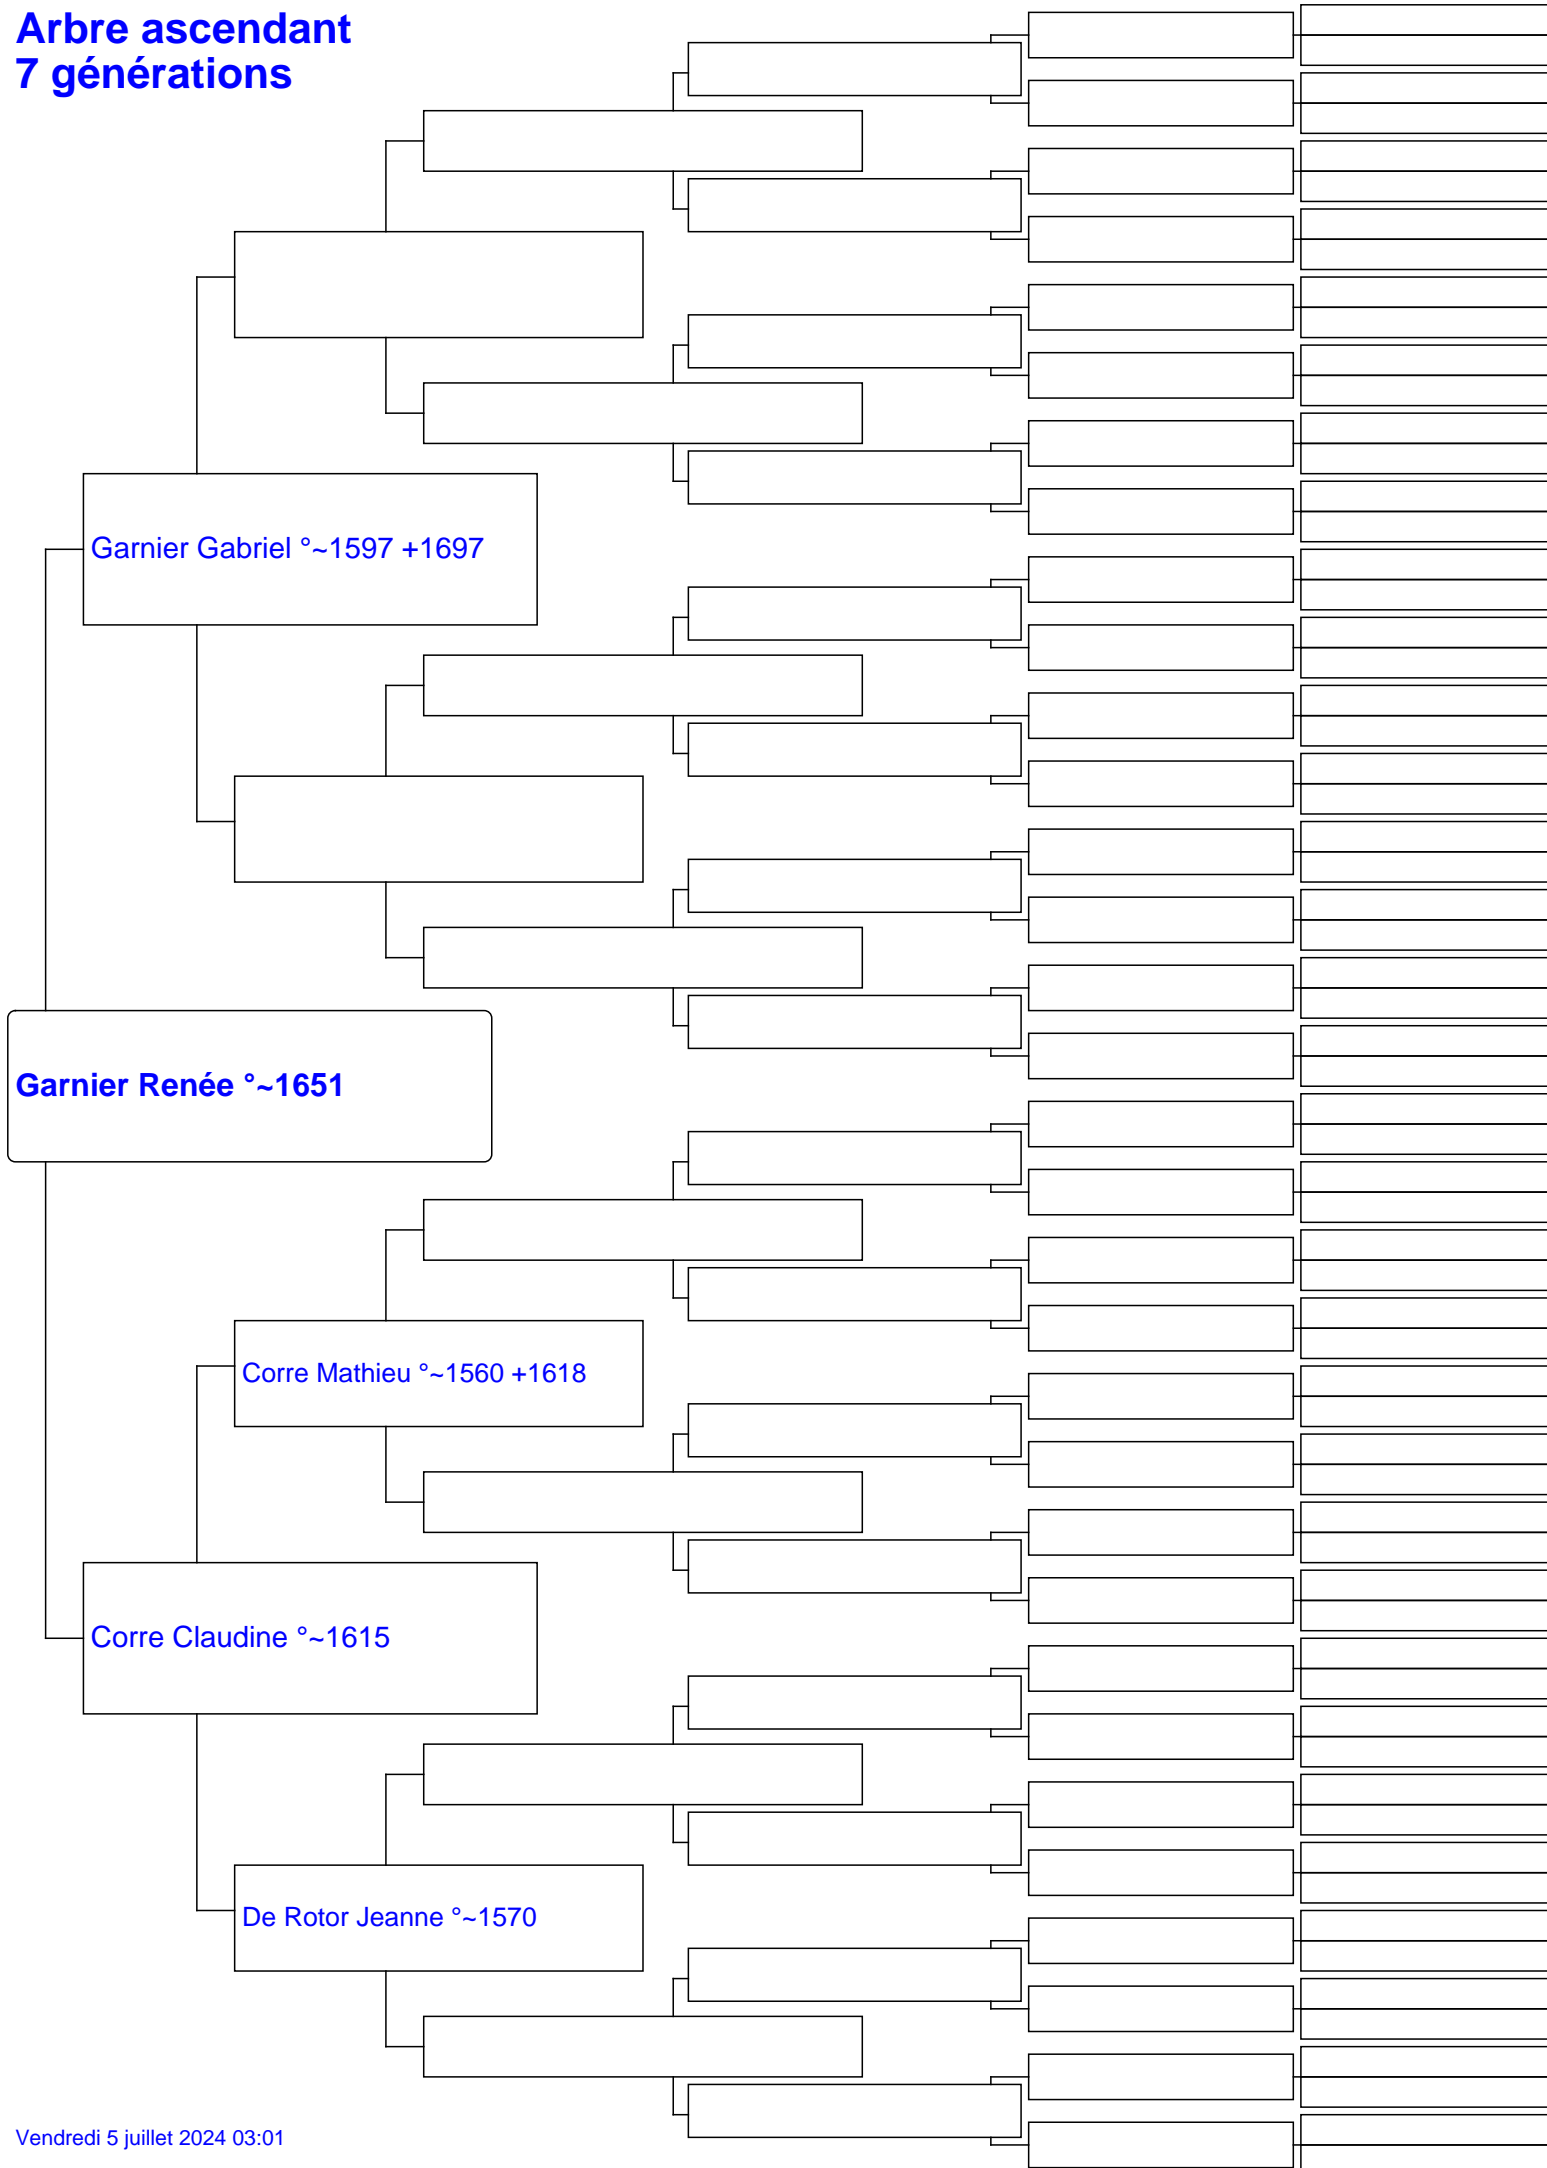 Arbre ascendant
7 générations
Garnier Gabriel °~1597 +1697
Garnier Renée °~1651
Corre Mathieu °~1560 +1618
Corre Claudine °~1615
De Rotor Jeanne °~1570
Vendredi 5 juillet 2024 03:01